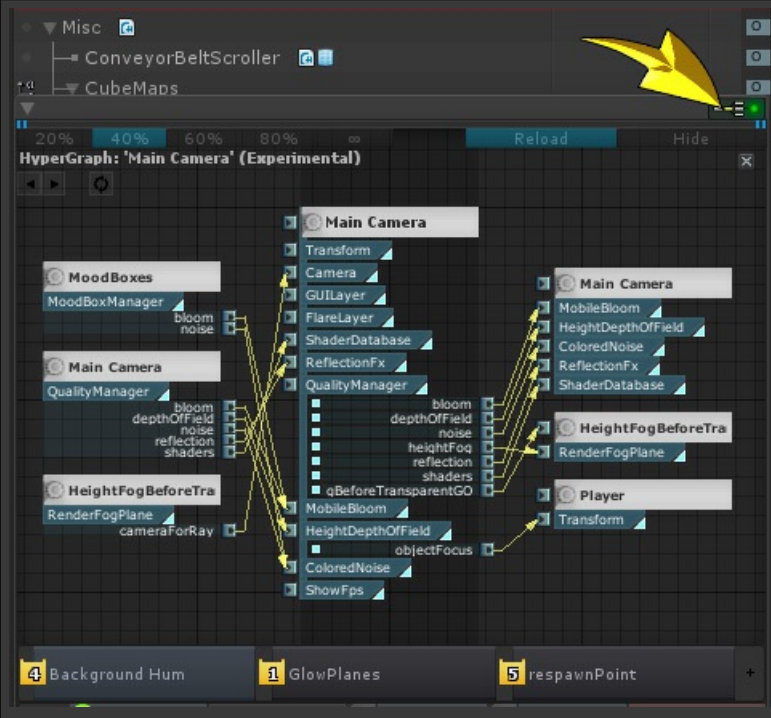 Misc
ConveyorBeltScroller
CubeMaps
20% 40% 60% 80% ∞ Reload Hide
HyperGraph: 'Main Camera' (Experimental)
MoodBoxes
MoodBoxManager
bloom
noise
Main Camera
QualityManager
bloom
depthOfField
noise
reflection
shaders
HeightFogBeforeTra
RenderFogPlane
cameraForRay
Main Camera
Transform
Camera
GUILayer
FlareLayer
ShaderDatabase
ReflectionFx
QualityManager
bloom
depthOfField
noise
heightFog
reflection
shaders
gBeforeTransparentGO
MobileBloom
HeightDepthOfField
objectFocus
ColoredNoise
ShowFps
Main Camera
MobileBloom
HeightDepthOfField
ColoredNoise
ReflectionFx
ShaderDatabase
HeightFogBeforeTra
RenderFogPlane
Player
Transform
4 Background Hum 1 GlowPlanes 5 respawnPoint +